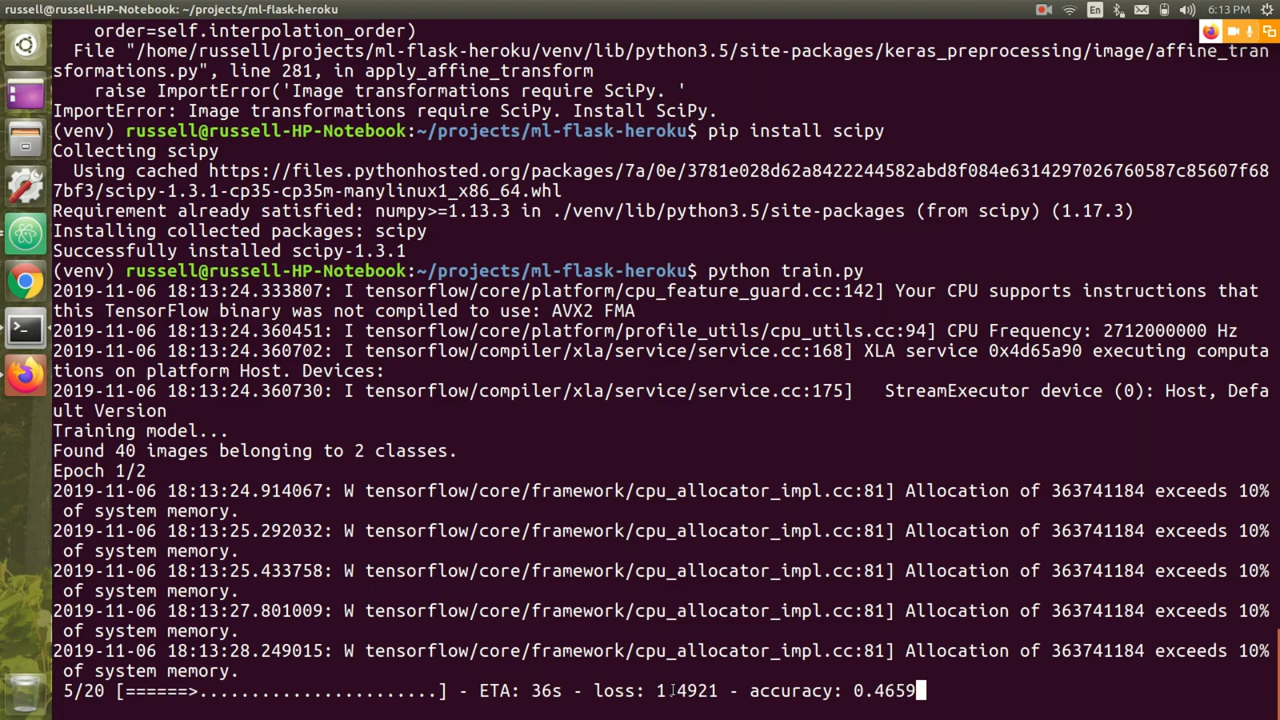 russell@russell-HP-Notebook: ~/projects/ml-flask-heroku
En
6:13 PM
order=self.interpolation_order)
File "/home/russell/projects/ml-flask-heroku/venv/lib/python3.5/site-packages/keras_preprocessing/image/affine_tran
sformations.py", line 281, in apply_affine_transform
raise ImportError('Image transformations require SciPy. '
ImportError: Image transformations require SciPy. Install SciPy.
(venv) russell@russell-HP-Notebook:~/projects/ml-flask-heroku$ pip install scipy
Collecting scipy
Using cached https://files.pythonhosted.org/packages/7a/0e/3781e028d62a8422244582abd8f084e6314297026760587c85607f68
7bf3/scipy-1.3.1-cp35-cp35m-manylinux1_x86_64.whl
Requirement already satisfied: numpy>=1.13.3 in ./venv/lib/python3.5/site-packages (from scipy) (1.17.3)
Installing collected packages: scipy
Successfully installed scipy-1.3.1
(venv) russell@russell-HP-Notebook:~/projects/ml-flask-heroku$ python train.py
2019-11-06 18:13:24.333807: I tensorflow/core/platform/cpu_feature_guard.cc:142] Your CPU supports instructions that
this TensorFlow binary was not compiled to use: AVX2 FMA
2019-11-06 18:13:24.360451: I tensorflow/core/platform/profile_utils/cpu_utils.cc:94] CPU Frequency: 2712000000 Hz
2019-11-06 18:13:24.360702: I tensorflow/compiler/xla/service/service.cc:168] XLA service 0x4d65a90 executing computa
tions on platform Host. Devices:
2019-11-06 18:13:24.360730: I tensorflow/compiler/xla/service/service.cc:175]   StreamExecutor device (0): Host, Defa
ult Version
Training model...
Found 40 images belonging to 2 classes.
Epoch 1/2
2019-11-06 18:13:24.914067: W tensorflow/core/framework/cpu_allocator_impl.cc:81] Allocation of 363741184 exceeds 10%
of system memory.
2019-11-06 18:13:25.292032: W tensorflow/core/framework/cpu_allocator_impl.cc:81] Allocation of 363741184 exceeds 10%
of system memory.
2019-11-06 18:13:25.433758: W tensorflow/core/framework/cpu_allocator_impl.cc:81] Allocation of 363741184 exceeds 10%
of system memory.
2019-11-06 18:13:27.801009: W tensorflow/core/framework/cpu_allocator_impl.cc:81] Allocation of 363741184 exceeds 10%
of system memory.
2019-11-06 18:13:28.249015: W tensorflow/core/framework/cpu_allocator_impl.cc:81] Allocation of 363741184 exceeds 10%
of system memory.
5/20 [======>.......................] - ETA: 36s - loss: 1.4921 - accuracy: 0.4659